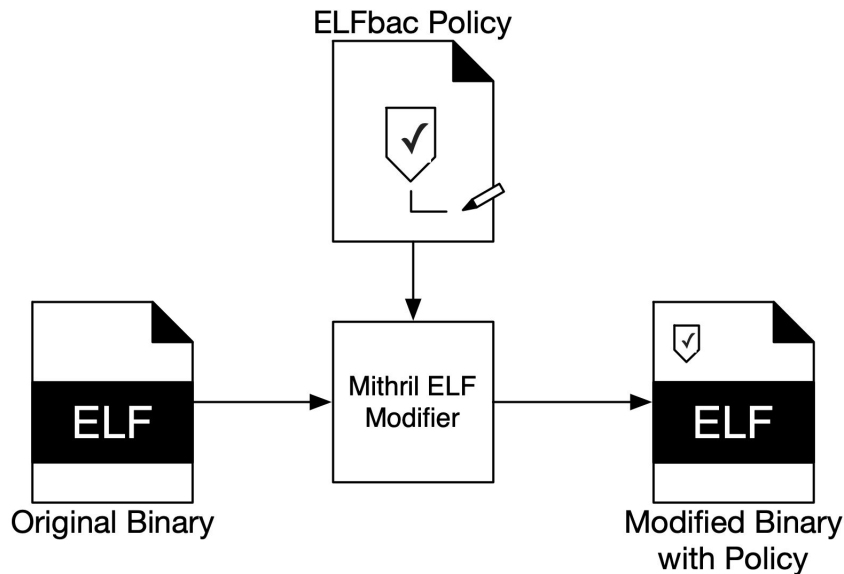 ELFbac Policy
Mithril ELF
Modifier
ELF
ELF
Original Binary
Modified Binary
with Policy